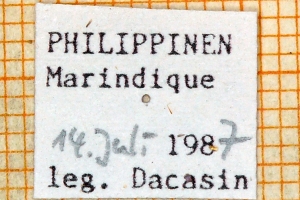 PHILIPPINEN
Marindique
14. Juli 1987
leg. Dacasin